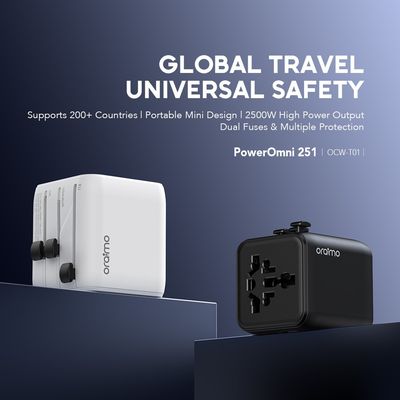 GLOBAL TRAVEL
UNIVERSAL SAFETY
Supports 200+ Countries | Portable Mini Design | 2500W High Power Output
Dual Fuses & Multiple Protection
PowerOmni 251 | OCW-T01 |
oraimo
oraimo